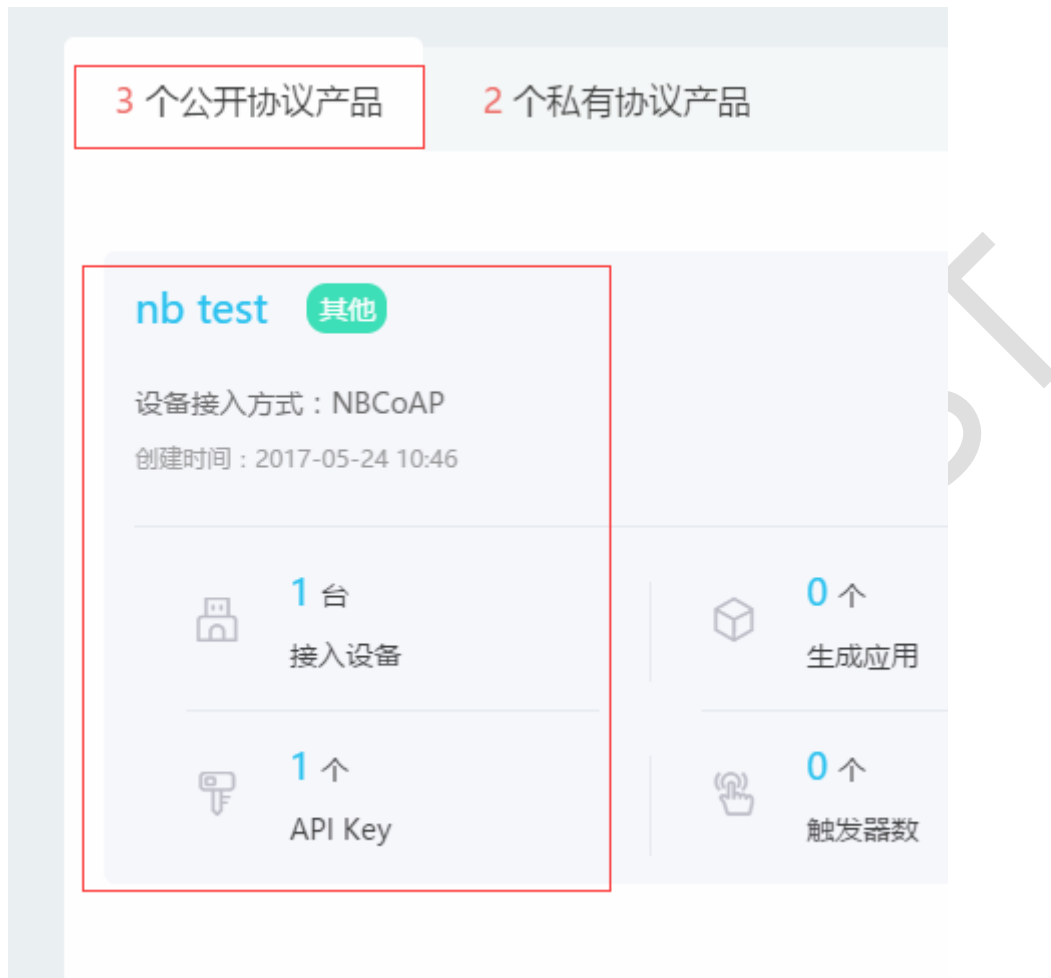 3 个公开协议产品
2 个私有协议产品
nb test
其他
设备接入方式：NBCoAP
创建时间：2017-05-24 10:46
1 台
接入设备
0 个
生成应用
1 个
API Key
0 个
触发器数